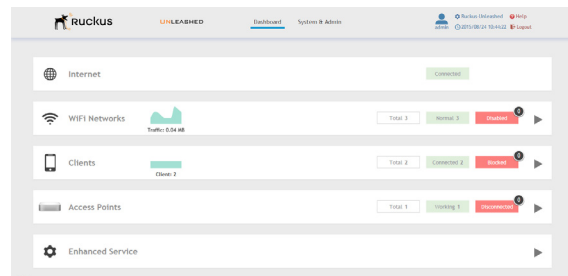 Ruckus
UNLEASHED
Dashboard
System & Admin
admin
Ruckus Unleashed
Help
2015/08/24 10:44:22
Logout
Internet
Connected
WiFi Networks
Traffic: 0.04 MB
Total 3
Normal 3
Disabled
0
Clients
Client: 2
Total 2
Connected 2
Blocked
0
Access Points
Total 1
Working 1
Disconnected
0
Enhanced Service